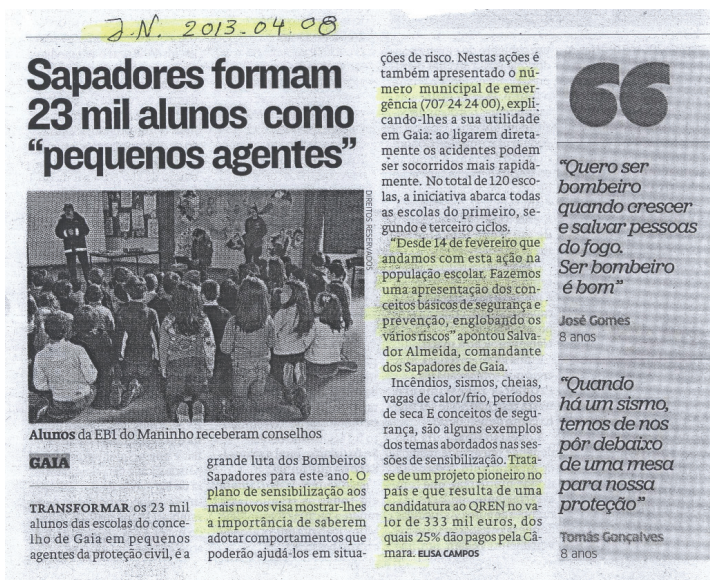 J.N. 2013.04.08
Sapadores formam
23 mil alunos como
“pequenos agentes”
DIREITOS RESERVADOS
Alunos da EB1 do Maninho receberam conselhos
GAIA
TRANSFORMAR os 23 mil
alunos das escolas do conce-
lho de Gaia em pequenos
agentes da proteção civil, é a
grande luta dos Bombeiros
Sapadores para este ano. O
plano de sensibilização aos
mais novos visa mostrar-lhes
a importância de saberem
adotar comportamentos que
poderão ajudá-los em situa-
ções de risco. Nestas ações é
também apresentado o nú-
mero municipal de emer-
gência (707 24 24 00), expli-
cando-lhes a sua utilidade
em Gaia: ao ligarem direta-
mente os acidentes podem
ser socorridos mais rapida-
mente. No total de 120 esco-
las, a iniciativa abarca todas
as escolas do primeiro, se-
gundo e terceiro ciclos.
“Desde 14 de fevereiro que
andamos com esta ação na
população escolar. Fazemos
uma apresentação dos con-
ceitos básicos de segurança e
prevenção, englobando os
vários riscos” apontou Salva-
dor Almeida, comandante
dos Sapadores de Gaia.
Incêndios, sismos, cheias,
vagas de calor/frio, períodos
de seca E conceitos de segu-
rança, são alguns exemplos
dos temas abordados nas ses-
sões de sensibilização. Trata-
se de um projeto pioneiro no
país e que resulta de uma
candidatura ao QREN no va-
lor de 333 mil euros, dos
quais 25% dão pagos pela Câ-
mara. ELISA CAMPOS
“Quero ser
bombeiro
quando crescer
e salvar pessoas
do fogo.
Ser bombeiro
é bom”
José Gomes
8 anos
“Quando
há um sismo,
temos de nos
pôr debaixo
de uma mesa
para nossa
proteção”
Tomás Gonçalves
8 anos